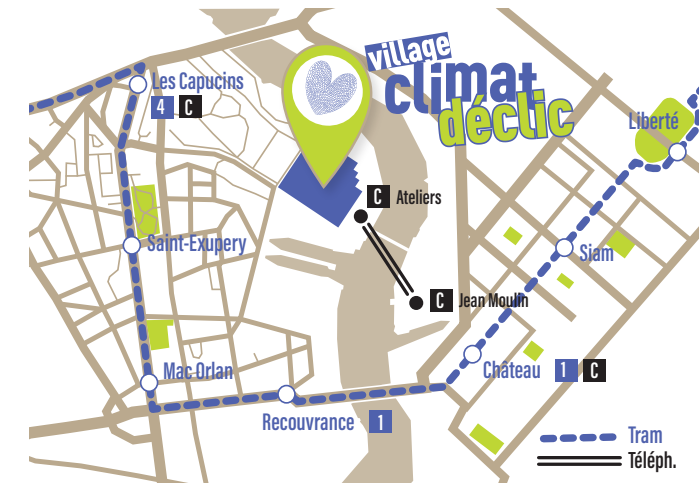 village
climat
déclic
Les Capucins
4 C
Liberté
C Ateliers
Saint-Exupery
Siam
C Jean Moulin
Mac Orlan
Château 1 C
Recouvrance 1
Tram
Téléph.